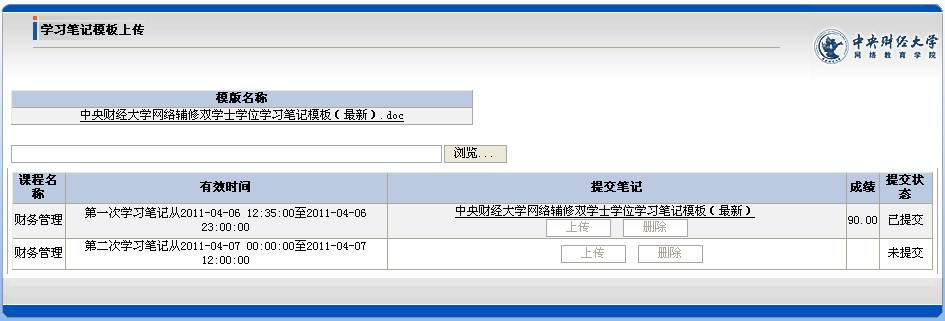 学习笔记模板上传
中央财经大学
网络教育学院
模版名称
中央财经大学网络辅修双学士学位学习笔记模板（最新）.doc
浏览...
课程名
称
有效时间
提交笔记
成绩
提交状
态
财务管理
第一次学习笔记从2011-04-06 12:35:00至2011-04-06
23:00:00
中央财经大学网络辅修双学士学位学习笔记模板（最新）
上传
删除
90.00
已提交
财务管理
第二次学习笔记从2011-04-07 00:00:00至2011-04-07
12:00:00
上传
删除
未提交